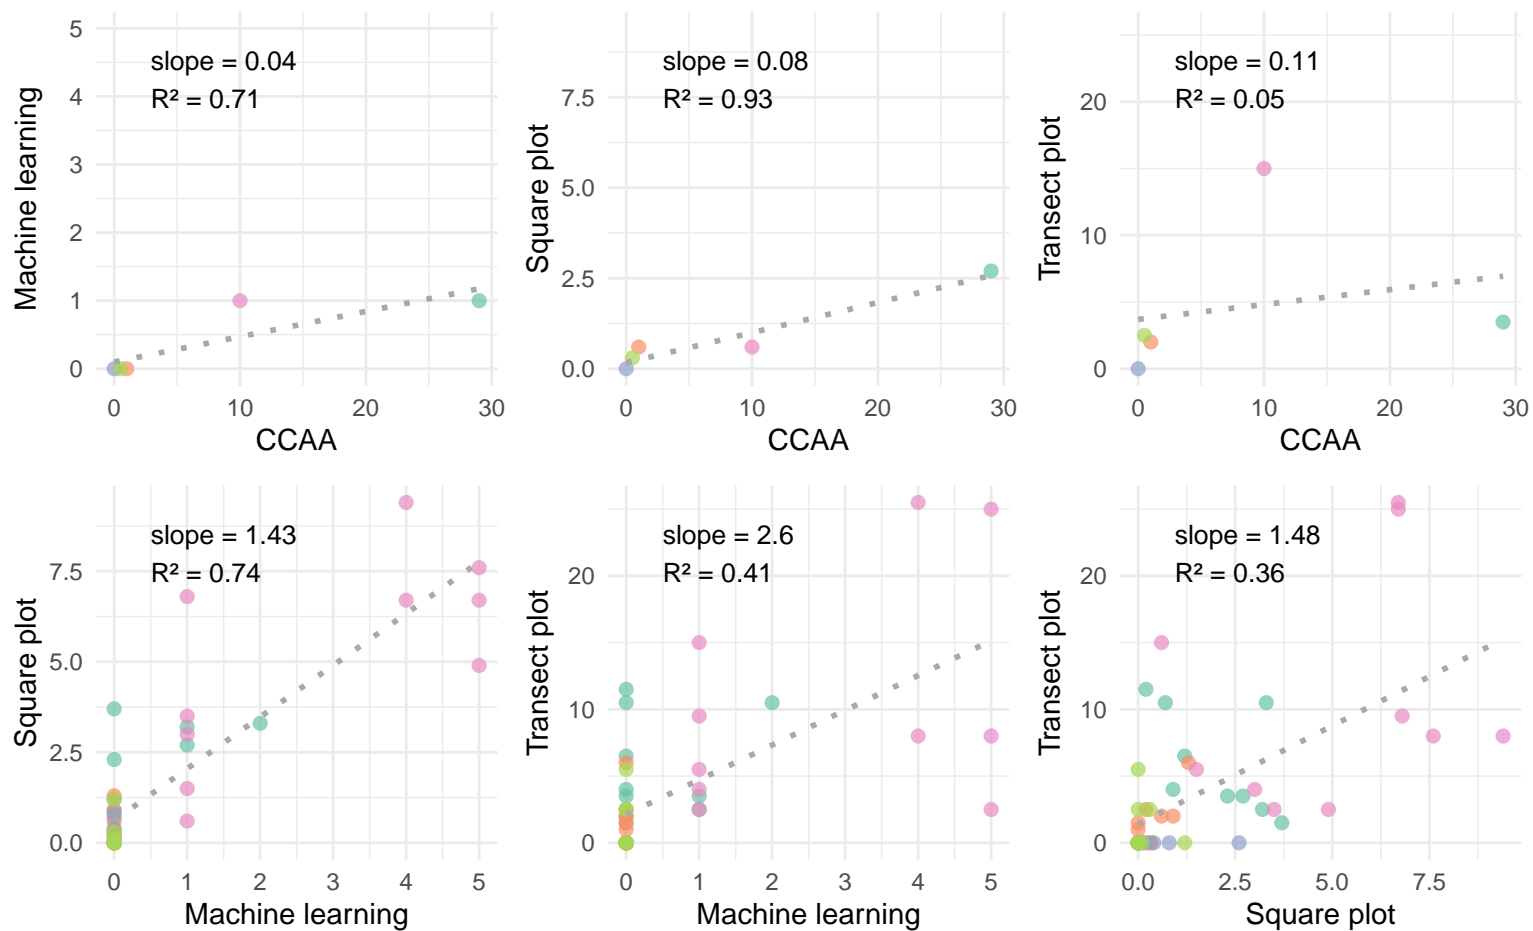 5
4
3
2
1
0
Machine learning
slope = 0.04
R² = 0.71
0 10 20 30
CCAA
7.5
5.0
2.5
0.0
Square plot
slope = 0.08
R² = 0.93
0 10 20 30
CCAA
20
10
0
Transect plot
slope = 0.11
R² = 0.05
0 10 20 30
CCAA
7.5
5.0
2.5
0.0
Square plot
slope = 1.43
R² = 0.74
0 1 2 3 4 5
Machine learning
20
10
0
Transect plot
slope = 2.6
R² = 0.41
0 1 2 3 4 5
Machine learning
20
10
0
Transect plot
slope = 1.48
R² = 0.36
0.0 2.5 5.0 7.5
Square plot